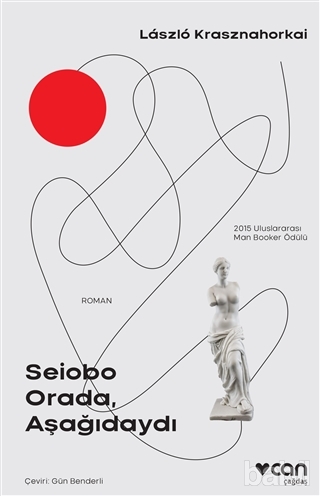 László Krasznahorkai
2015 Uluslararası
Man Booker Ödülü
ROMAN
Seiobo
Orada,
Aşağıdaydı
Çeviri: Gün Benderli
can
çağdaş